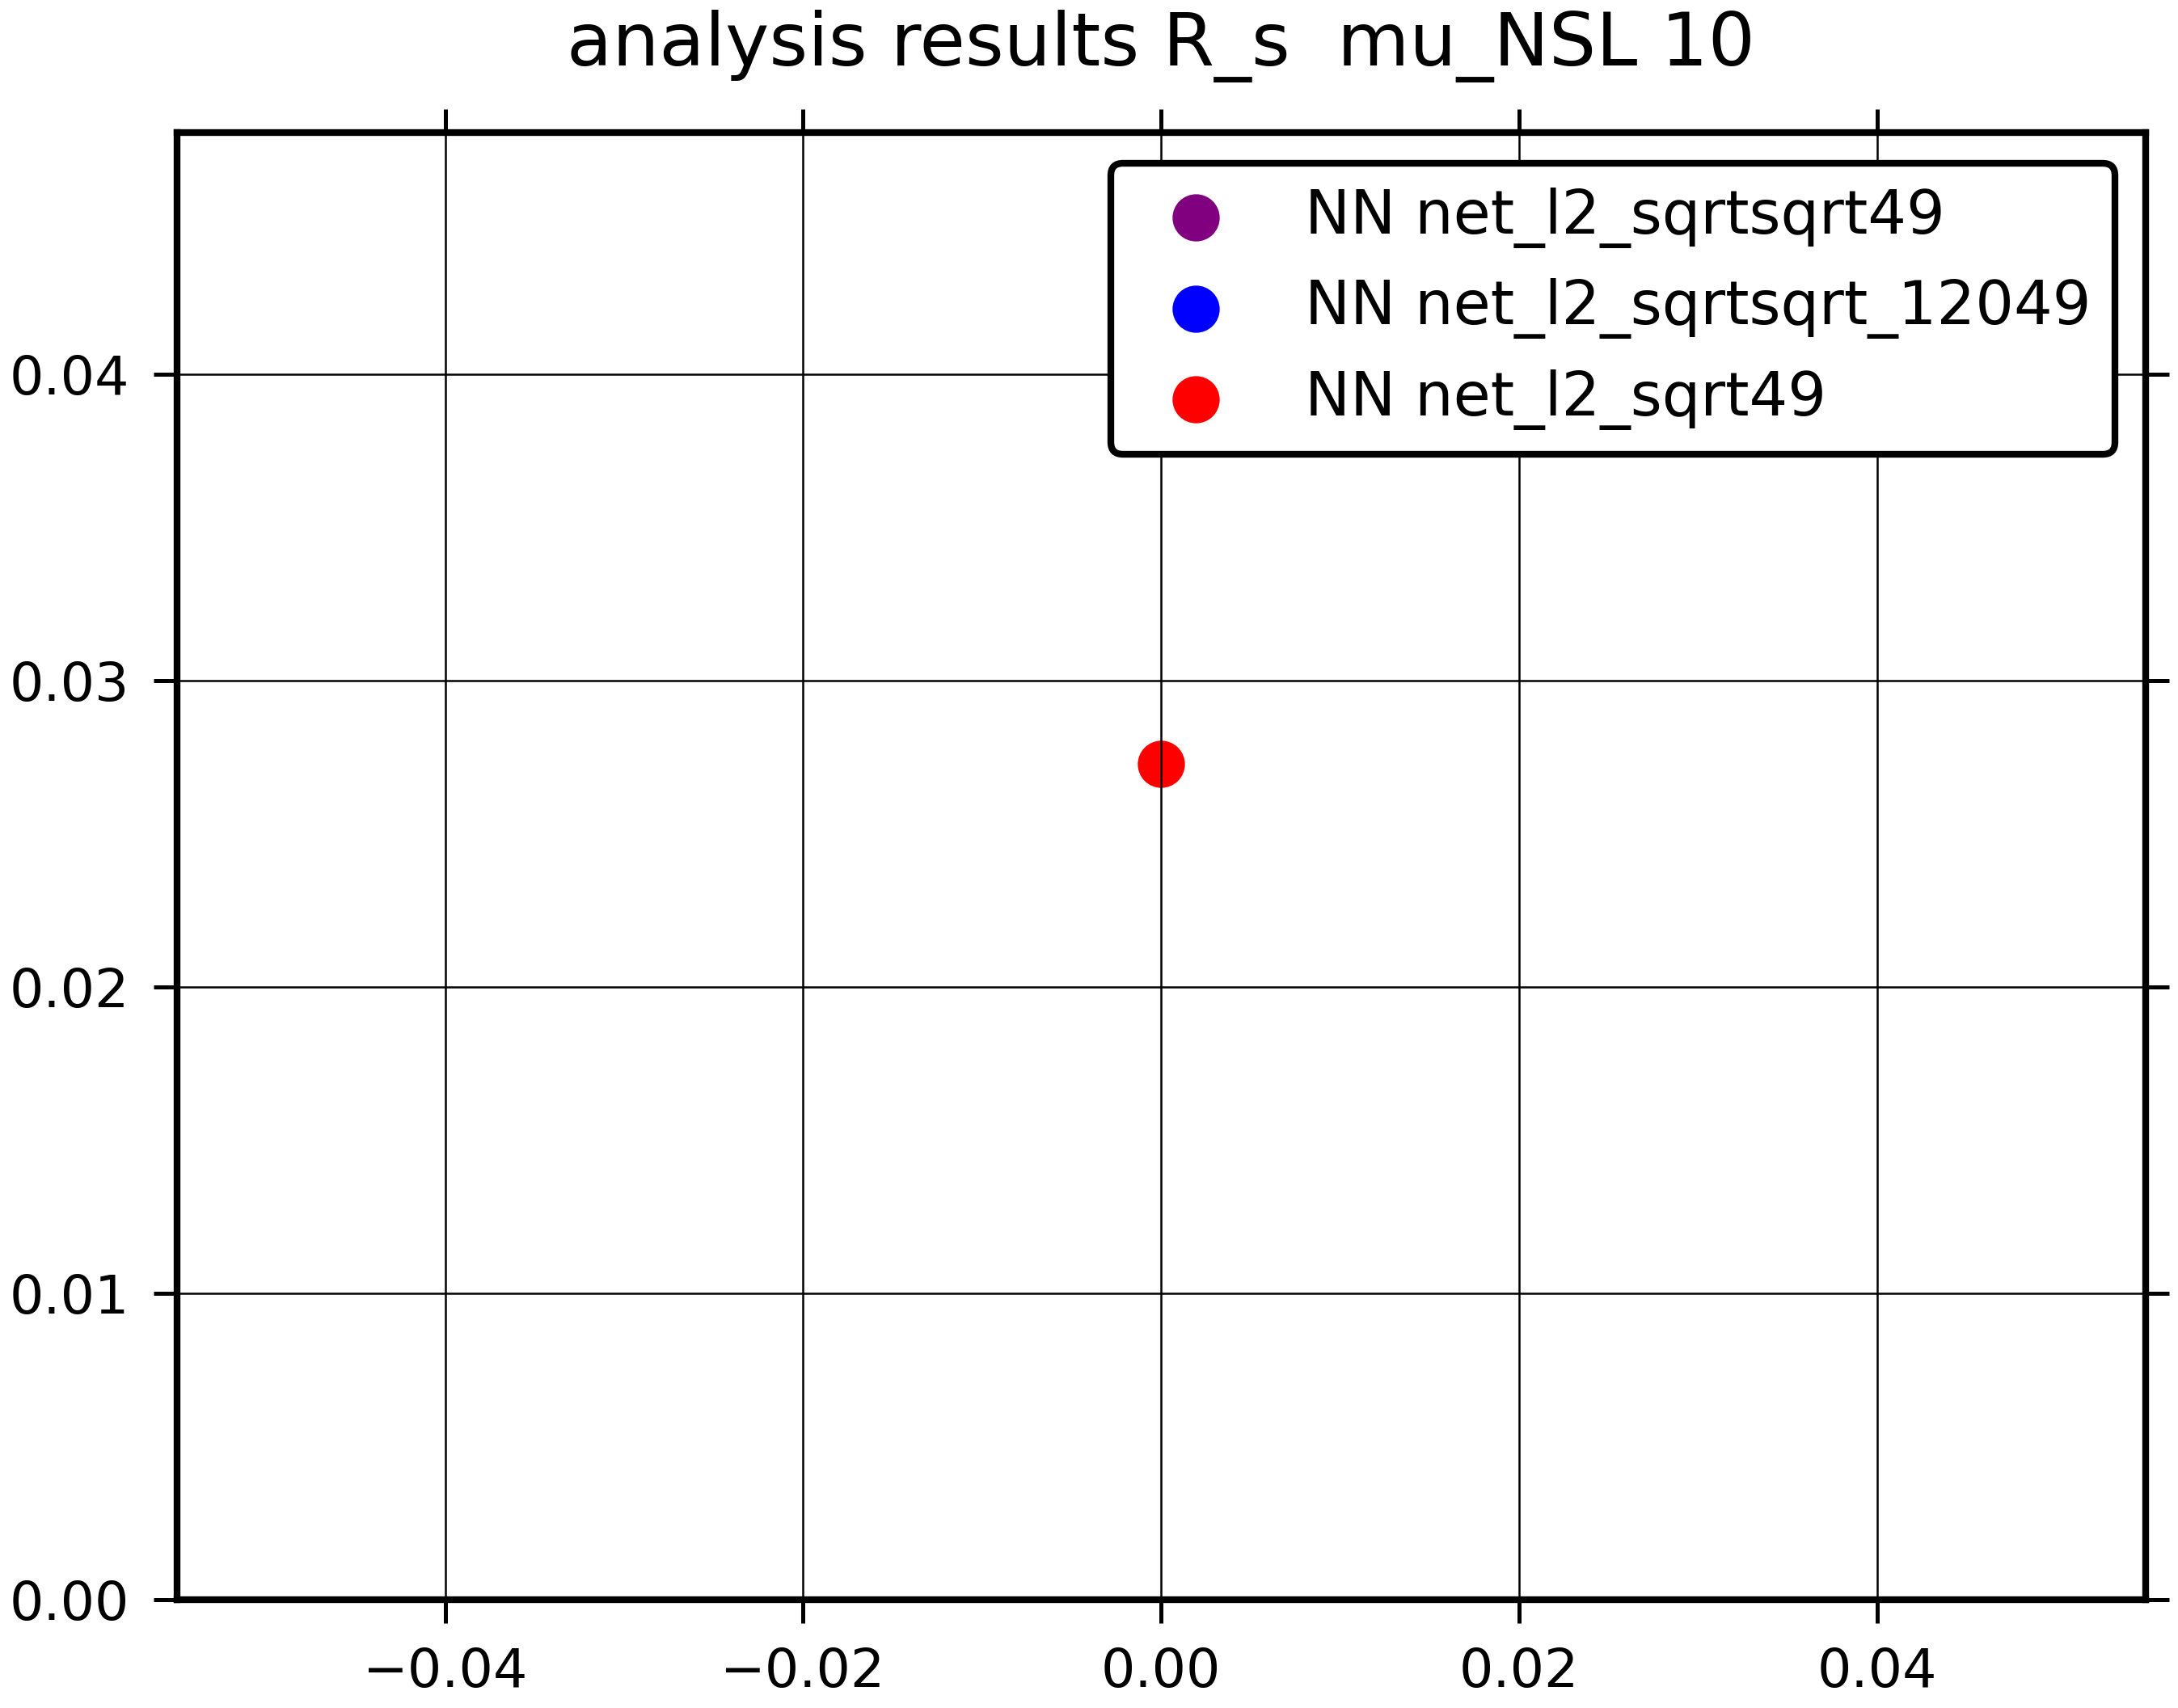 analysis results R_s   mu_NSL 10
NN net_l2_sqrtsqrt49
NN net_l2_sqrtsqrt_12049
NN net_l2_sqrt49
0.04
0.03
0.02
0.01
0.00
−0.04 −0.02 0.00 0.02 0.04